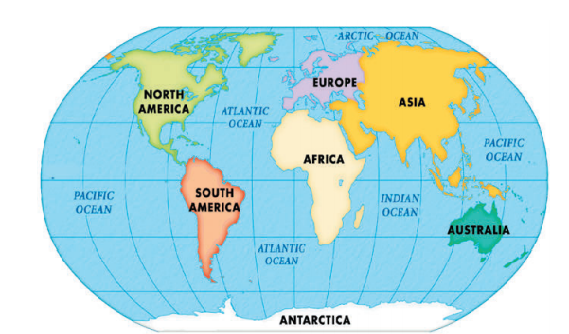 ARCTIC OCEAN
EUROPE
NORTH
AMERICA
ASIA
ATLANTIC
OCEAN
PACIFIC
OCEAN
AFRICA
PACIFIC
OCEAN
SOUTH
AMERICA
INDIAN
OCEAN
AUSTRALIA
ATLANTIC
OCEAN
ANTARCTICA